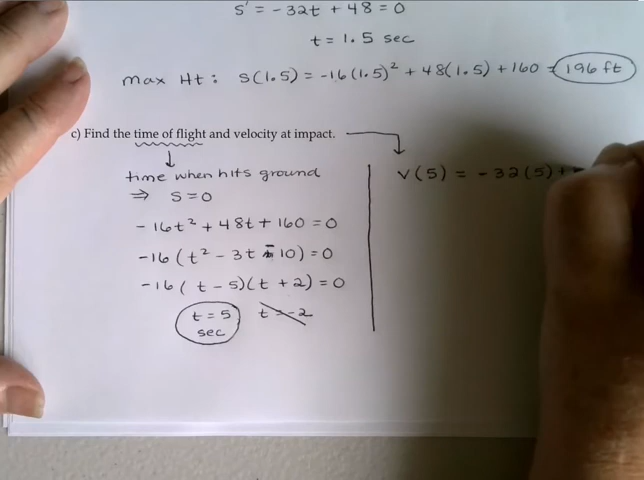 s' = -32t + 48 = 0
t = 1.5 sec
max Ht: s(1.5) = -16(1.5)² + 48(1.5) + 160 = 196 ft
c) Find the time of flight and velocity at impact.
time when hits ground
⇒ s = 0
-16t² + 48t + 160 = 0
-16(t² - 3t - 10) = 0
-16(t - 5)(t + 2) = 0
t = 5 sec t = -2
v(5) = -32(5) +